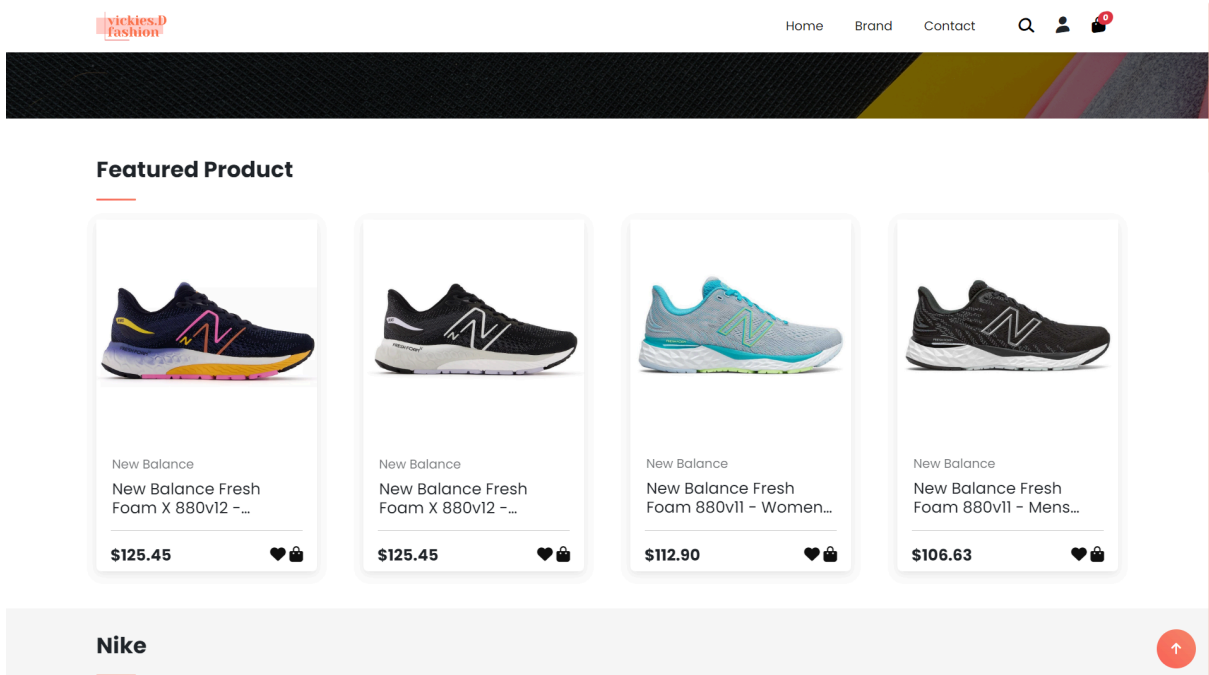 vickies.D
fashion
Home Brand Contact
0
Featured Product
New Balance
New Balance Fresh
Foam X 880v12 -...
$125.45
New Balance
New Balance Fresh
Foam X 880v12 -...
$125.45
New Balance
New Balance Fresh
Foam 880v11 - Women...
$112.90
New Balance
New Balance Fresh
Foam 880v11 - Mens...
$106.63
Nike